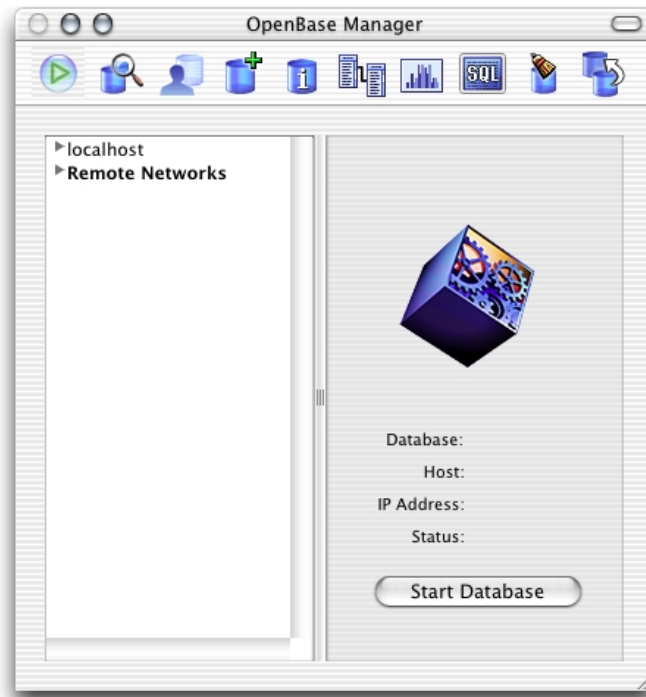 OpenBase Manager
i
SQL
localhost
Remote Networks
Database:
Host:
IP Address:
Status:
Start Database